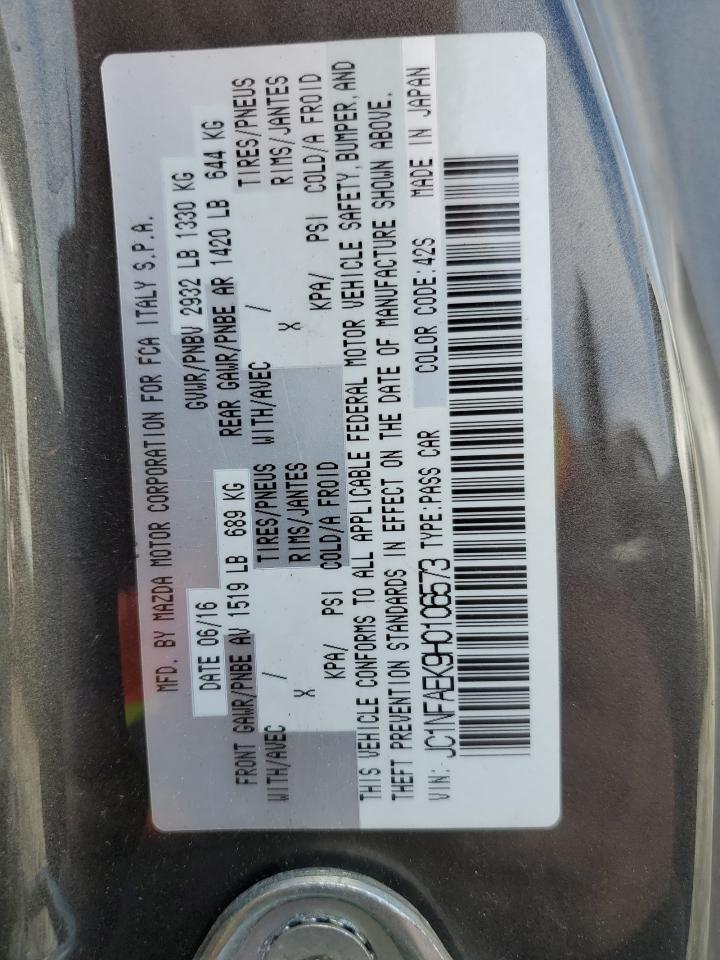 MFD. BY MAZDA MOTOR CORPORATION FOR FCA ITALY S.P.A.
DATE 06/16 GVWR/PNBV 2932 LB 1330 KG
FRONT GAWR/PNBE AV 1519 LB 689 KG REAR GAWR/PNBE AR 1420 LB 644 KG
WITH/AVEC TIRES/PNEUS WITH/AVEC / TIRES/PNEUS
X RIMS/JANTES X RIMS/JANTES
KPA/ PSI COLD/A FROID KPA/ PSI COLD/A FROID
THIS VEHICLE CONFORMS TO ALL APPLICABLE FEDERAL MOTOR VEHICLE SAFETY, BUMPER, AND
THEFT PREVENTION STANDARDS IN EFFECT ON THE DATE OF MANUFACTURE SHOWN ABOVE.
VIN: JC1NFAEK9H0106573 TYPE:PASS CAR COLOR CODE:42S MADE IN JAPAN